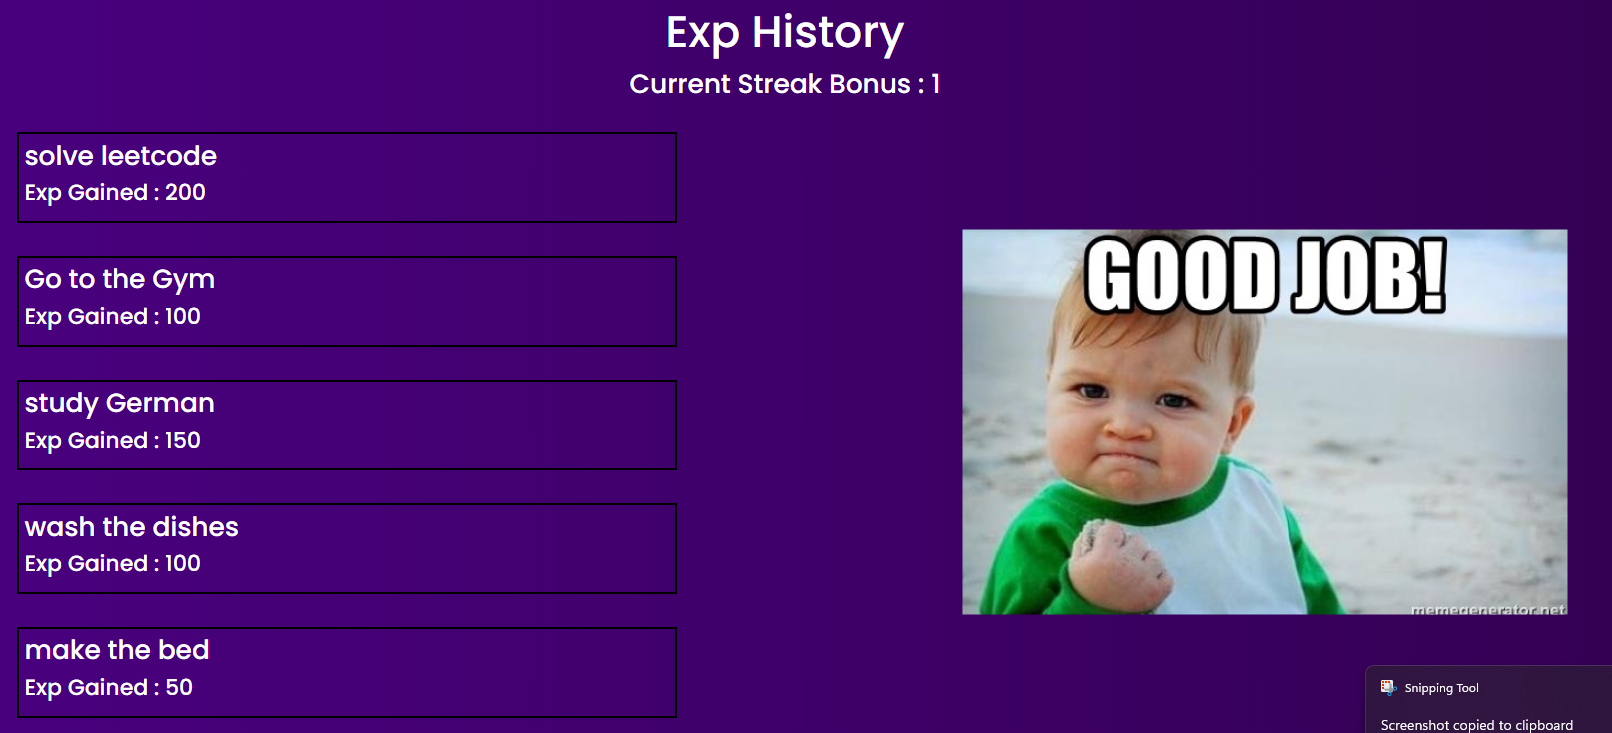 Exp History
Current Streak Bonus : 1
solve leetcode
Exp Gained : 200
Go to the Gym
Exp Gained : 100
study German
Exp Gained : 150
wash the dishes
Exp Gained : 100
make the bed
Exp Gained : 50
GOOD JOB!
memegenerator.net
Snipping Tool
Screenshot copied to clipboard